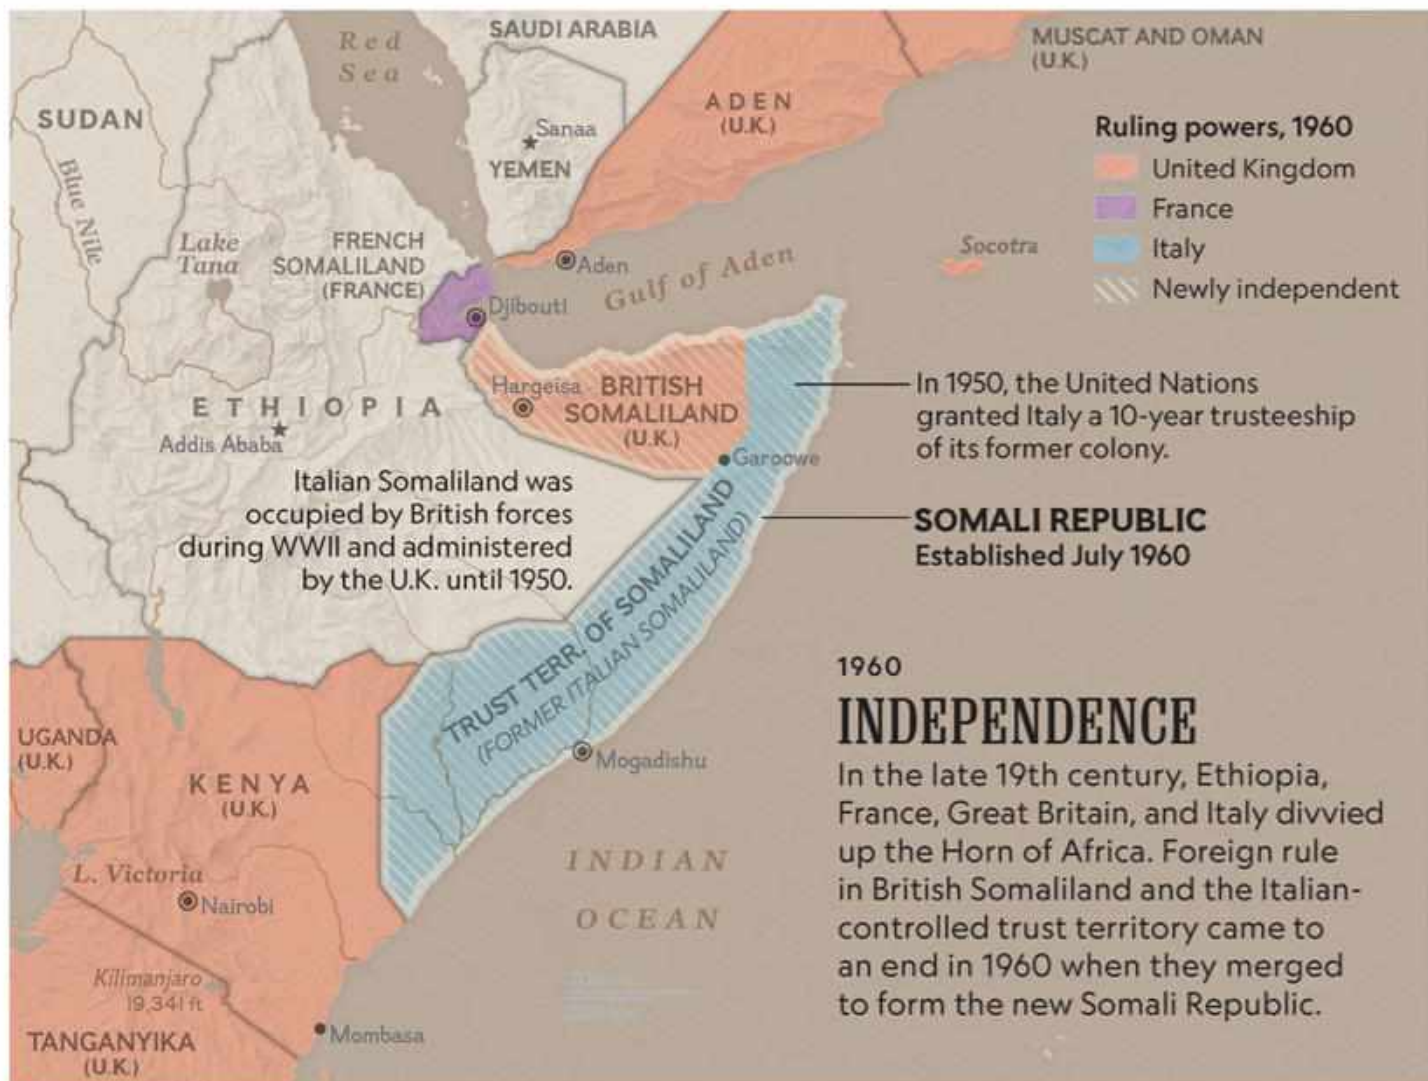 SAUDI ARABIA
Red
Sea
MUSCAT AND OMAN
(U.K.)
SUDAN
Blue Nile
ADEN
(U.K.)
Sanaa
YEMEN
Ruling powers, 1960
United Kingdom
France
Italy
Newly independent
Lake
Tana
FRENCH
SOMALILAND
(FRANCE)
Aden
Gulf of Aden
Socotra
Djibouti
Hargeisa
BRITISH
SOMALILAND
(U.K.)
ETHIOPIA
Addis Ababa
Garoowe
In 1950, the United Nations
granted Italy a 10-year trusteeship
of its former colony.
Italian Somaliland was
occupied by British forces
during WWII and administered
by the U.K. until 1950.
SOMALI REPUBLIC
Established July 1960
TRUST TERR. OF SOMALILAND
(FORMER ITALIAN SOMALILAND)
Mogadishu
UGANDA
(U.K.)
KENYA
(U.K.)
L. Victoria
Nairobi
Kilimanjaro
19,341 ft
TANGANYIKA
(U.K.)
Mombasa
INDIAN
OCEAN
1960
INDEPENDENCE
In the late 19th century, Ethiopia,
France, Great Britain, and Italy divvied
up the Horn of Africa. Foreign rule
in British Somaliland and the Italian-
controlled trust territory came to
an end in 1960 when they merged
to form the new Somali Republic.